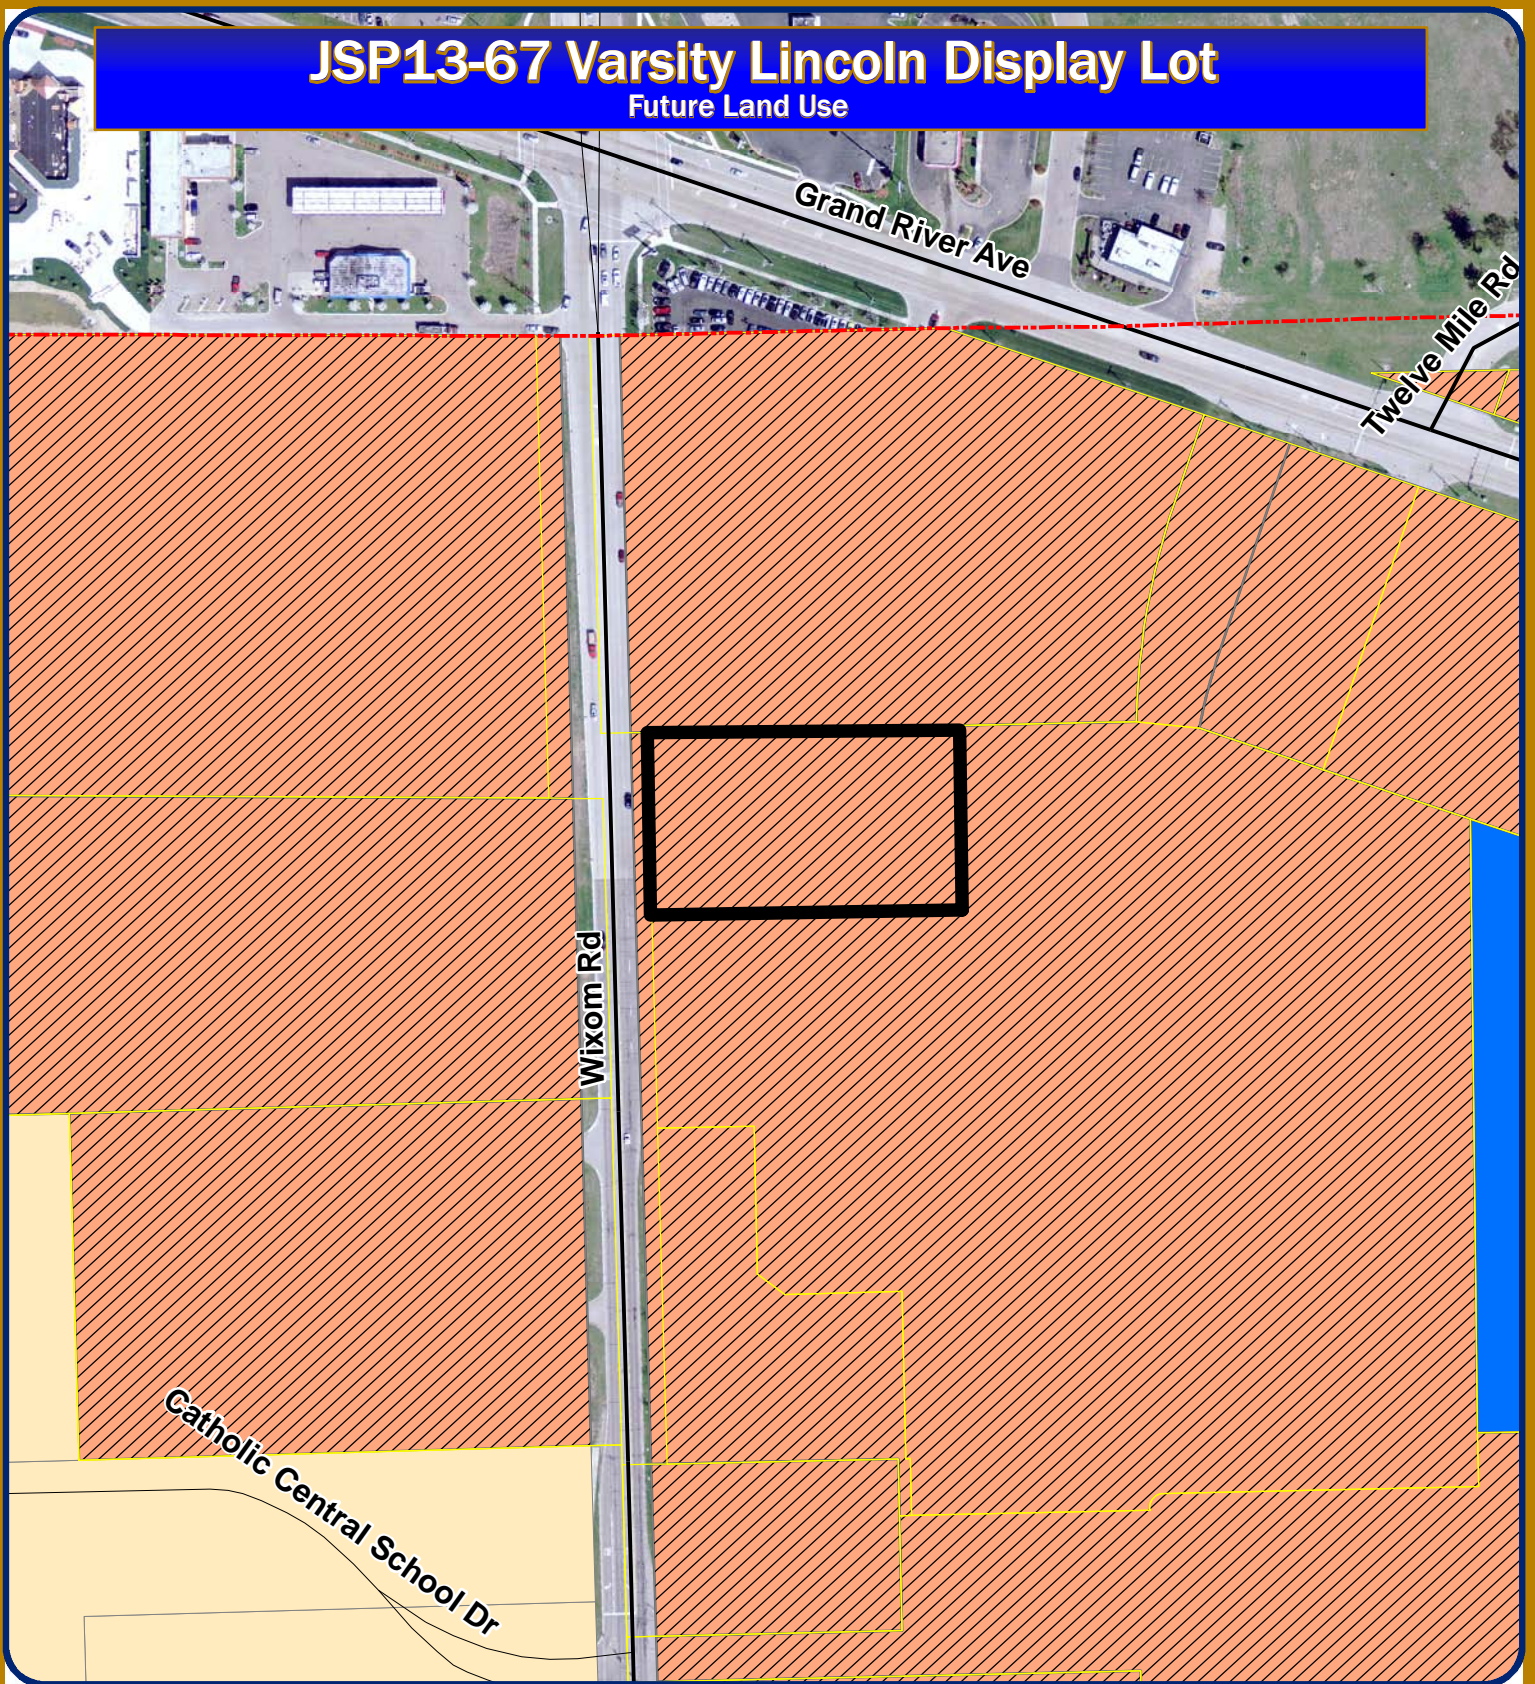 JSP13-67 Varsity Lincoln Display Lot
Future Land Use
Grand River Ave
Twelve Mile Rd
Wixom Rd
Catholic Central School Dr